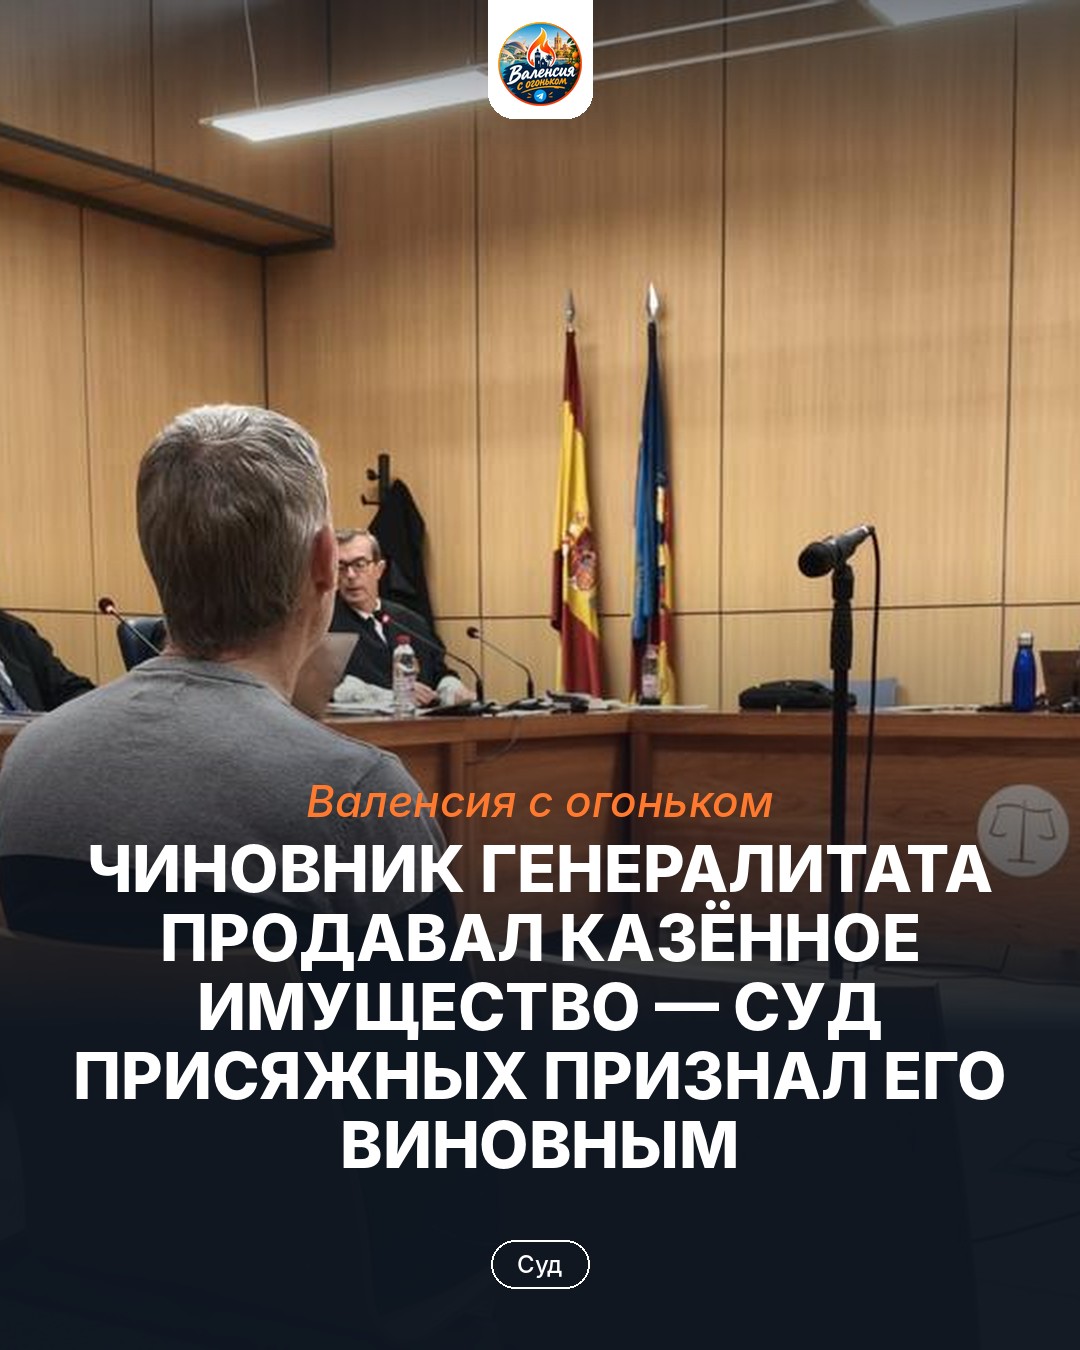 Валенсия
с огоньком
Валенсия с огоньком
ЧИНОВНИК ГЕНЕРАЛИТАТА
ПРОДАВАЛ КАЗЁННОЕ
ИМУЩЕСТВО — СУД
ПРИСЯЖНЫХ ПРИЗНАЛ ЕГО
ВИНОВНЫМ
Суд